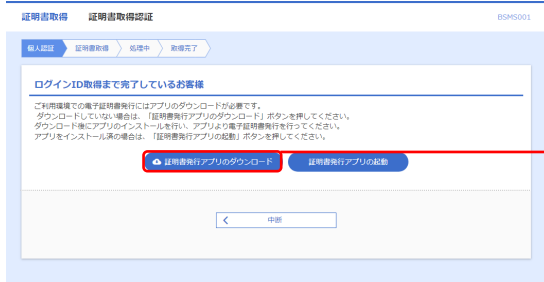 証明書取得 証明書取得認証 BSMS001
個人認証 証明書取得 処理中 取得完了
ログインID取得まで完了しているお客様
ご利用環境での電子証明書発行にはアプリのダウンロードが必要です。
ダウンロードしていない場合は、「証明書発行アプリのダウンロード」ボタンを押してください。
ダウンロード後にアプリのインストールを行い、アプリより電子証明書発行を行ってください。
アプリをインストール済の場合は、「証明書発行アプリの起動」ボタンを押してください。
証明書発行アプリのダウンロード 証明書発行アプリの起動
中断